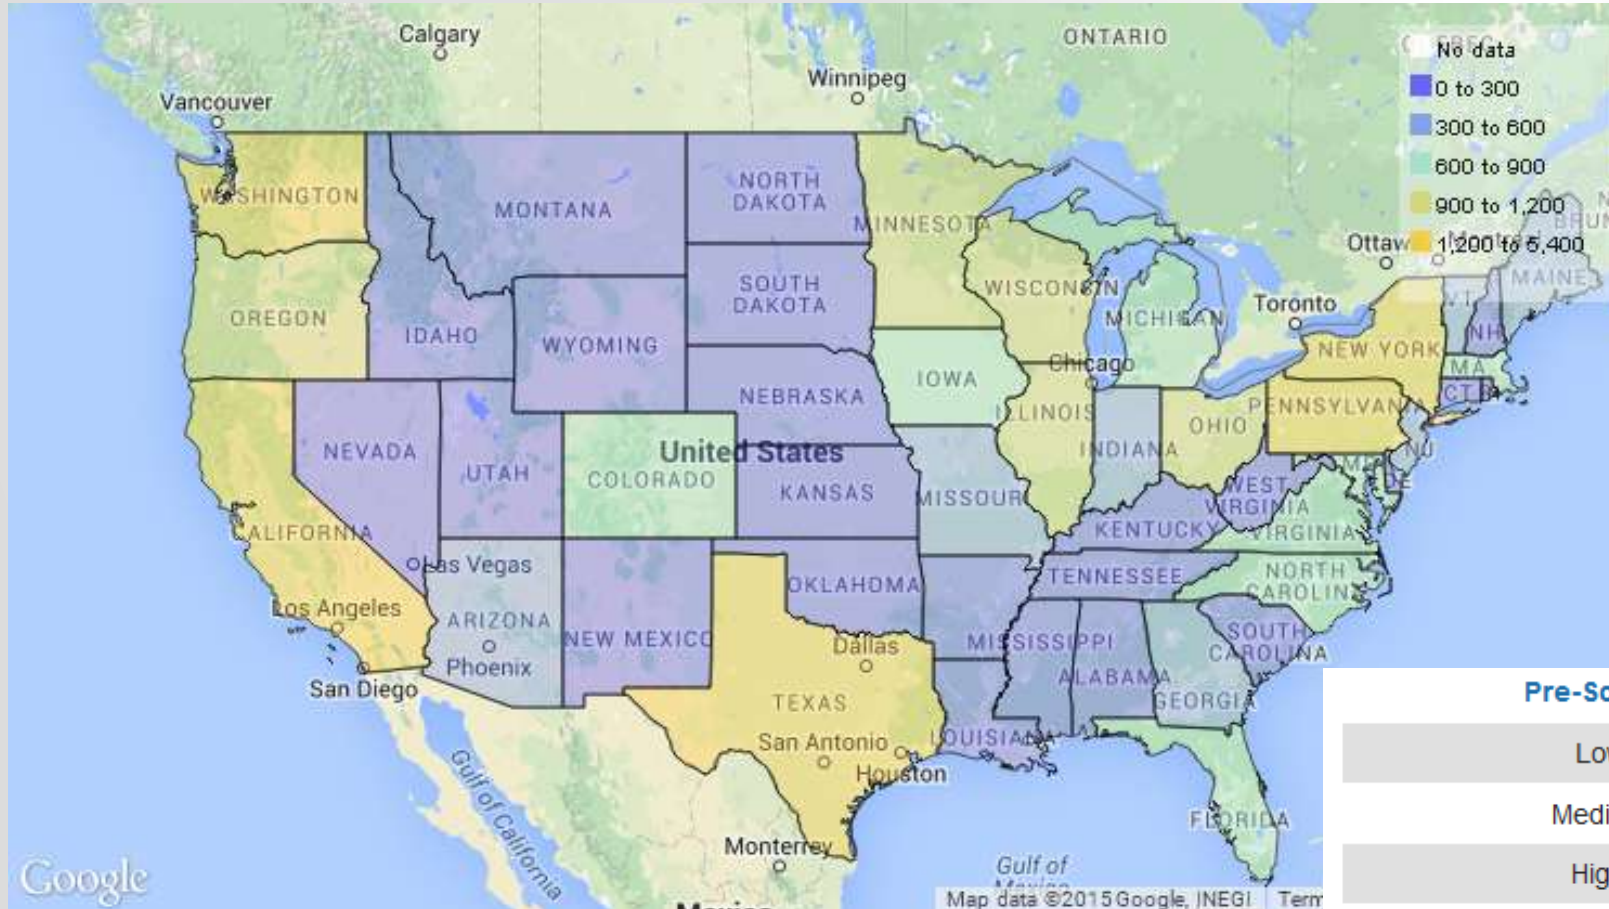 Calgary
ONTARIO
No data
Winnipeg
0 to 300
Vancouver
300 to 600
600 to 900
NORTH
DAKOTA
WASHINGTON
MONTANA
900 to 1,200
MINNESOTA
1,200 to 5,400
MAINE
SOUTH
DAKOTA
WISCONSIN
Toronto
OREGON
MICHIGAN
IDAHO
WYOMING
NH
NEW YORK
Chicago
MA
IOWA
CT
NEBRASKA
PENNSYLVANIA
ILLINOIS
OHIO
NEVADA
United States
INDIANA
NJ
UTAH
COLORADO
KANSAS
MISSOURI
WEST
VIRGINIA
DE
CALIFORNIA
KENTUCKY
VIRGINIA
Las Vegas
TENNESSEE
NORTH
CAROLINA
OKLAHOMA
Los Angeles
ARIZONA
NEW MEXICO
MISSISSIPPI
SOUTH
CAROLINA
Dallas
Phoenix
San Diego
ALABAMA
GEORGIA
TEXAS
Pre-Sc
San Antonio
LOUISIANA
Houston
Lo
Gulf of California
FLORIDA
Medi
Monterrey
Gulf of
Hig
Google
Map data ©2015 Google, INEGI Term